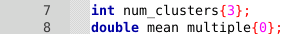 7 int num_clusters{3};
8 double mean multiple{0};